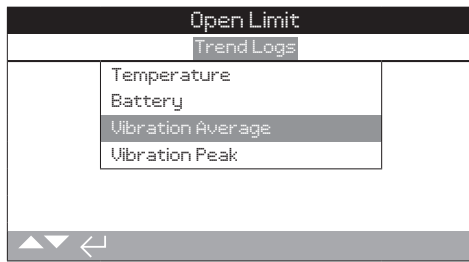 Open Limit
Trend Logs
Temperature
Battery
Vibration Average
Vibration Peak